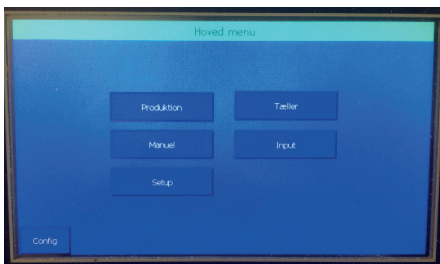 Hoved menu
Produktion
Tæller
Manuel
Input
Setup
Config